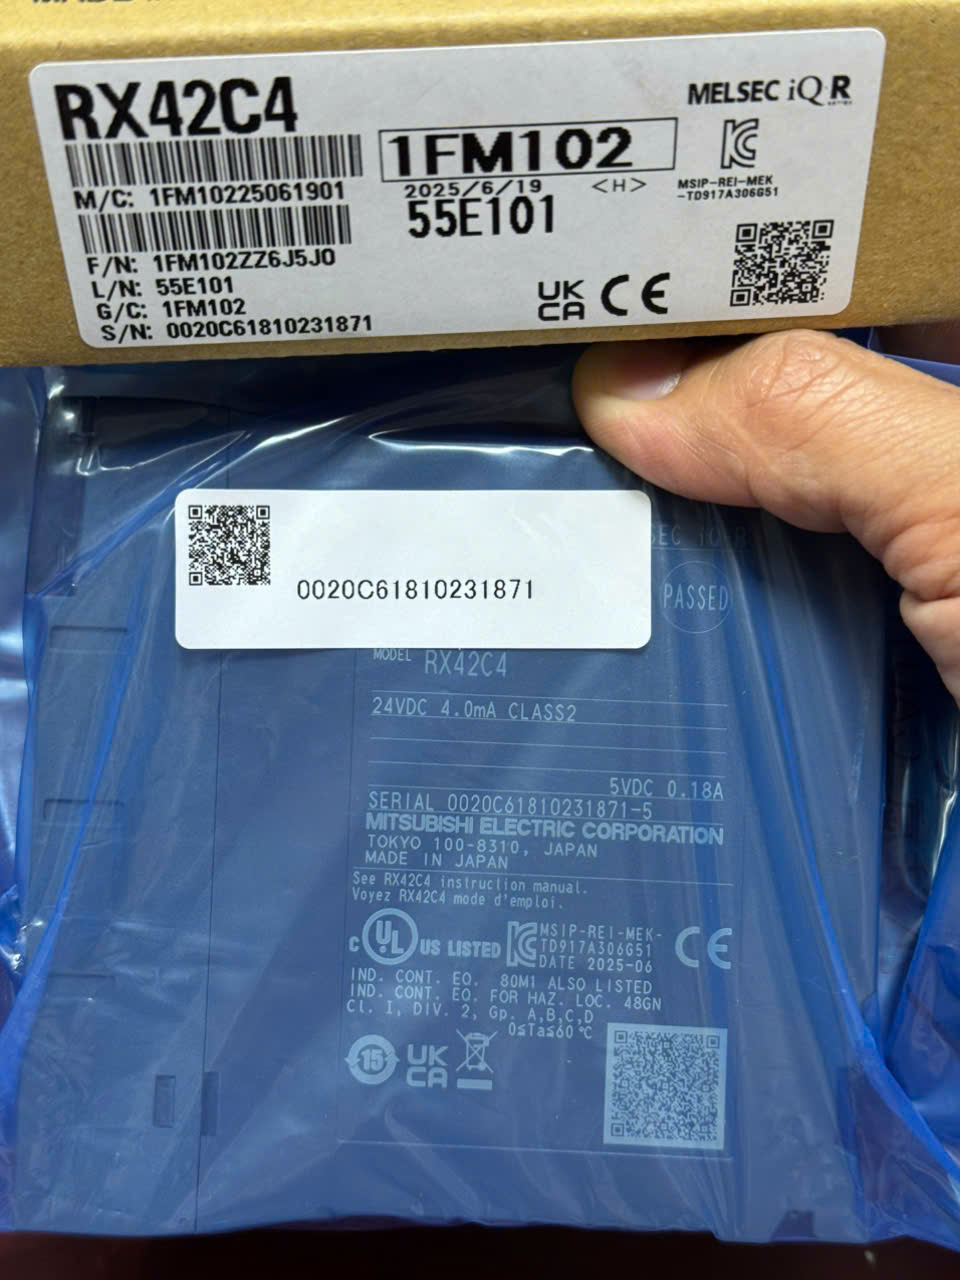 RX42C4
MELSEC iQ-R
M/C: 1FM10225061901
1FM102
2025/6/19 <H>
55E101
MSIP-REI-MEK
-TD917A306G51
F/N: 1FM102ZZ6J5J0
L/N: 55E101
G/C: 1FM102
S/N: 0020C61810231871
UK
CA CE
0020C61810231871
PASSED
MODEL RX42C4
24VDC 4.0mA CLASS2
5VDC 0.18A
SERIAL 0020C61810231871-5
MITSUBISHI ELECTRIC CORPORATION
TOKYO 100-8310, JAPAN
MADE IN JAPAN
See RX42C4 instruction manual.
Voyez RX42C4 mode d'emploi.
C UL US LISTED
MSIP-REI-MEK-
TD917A306G51
DATE 2025-06
CE
IND. CONT. EQ. 80M1 ALSO LISTED
IND. CONT. EQ. FOR HAZ. LOC. 48GN
Cl. I, DIV. 2, Gp. A,B,C,D
0≤Ta≤60℃
15
UK
CA